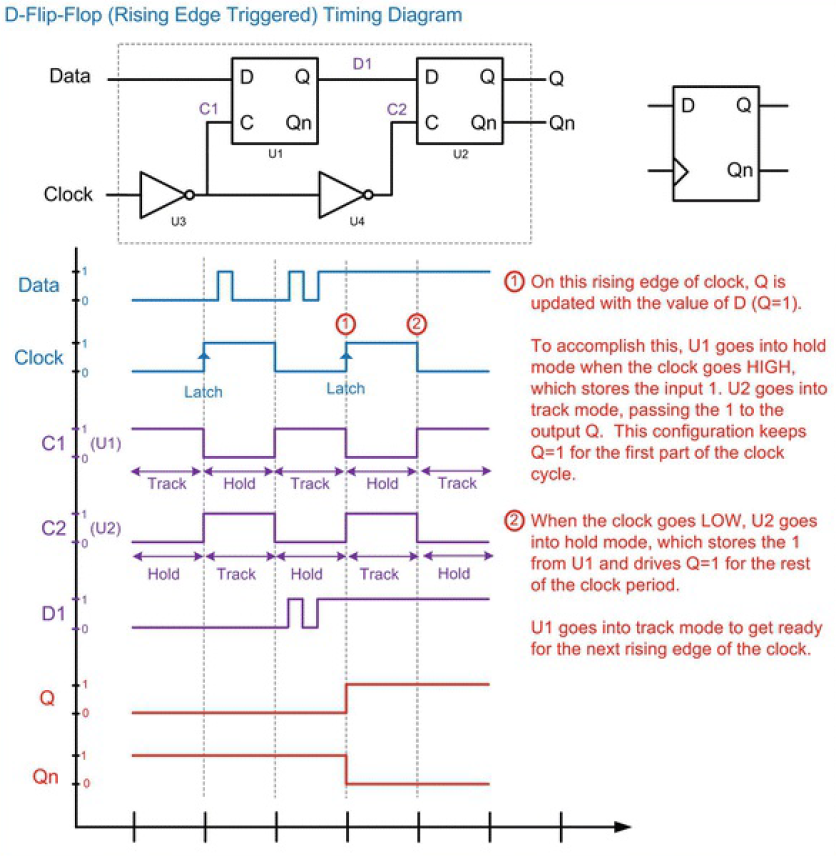 D-Flip-Flop (Rising Edge Triggered) Timing Diagram
Data
D Q
D1
D Q
Q
C1
C Qn
C2
C Qn
Qn
U1
U2
Clock
U3
U4
D Q
Qn
Data
1
0
Clock
1
0
1
2
Latch
Latch
C1 (U1)
1
0
Track Hold Track Hold Track
C2 (U2)
1
0
Hold Track Hold Track Hold
D1
1
0
Q
1
0
Qn
1
0
1 On this rising edge of clock, Q is
updated with the value of D (Q=1).
To accomplish this, U1 goes into hold
mode when the clock goes HIGH,
which stores the input 1. U2 goes into
track mode, passing the 1 to the
output Q. This configuration keeps
Q=1 for the first part of the clock
cycle.
2 When the clock goes LOW, U2 goes
into hold mode, which stores the 1
from U1 and drives Q=1 for the rest
of the clock period.
U1 goes into track mode to get ready
for the next rising edge of the clock.